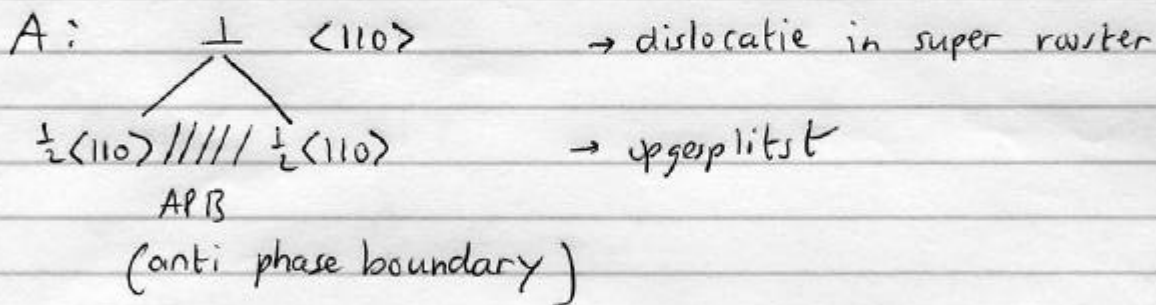 A: ⊥ <110> → dislocatie in super rooster
½<110> ///// ½<110> → opgesplitst
APB
(anti phase boundary)